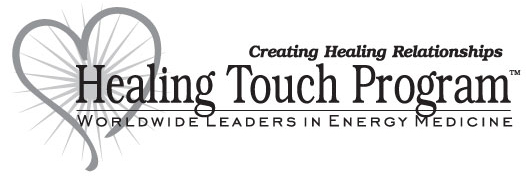 Creating Healing Relationships
Healing Touch Program™
WORLDWIDE LEADERS IN ENERGY MEDICINE